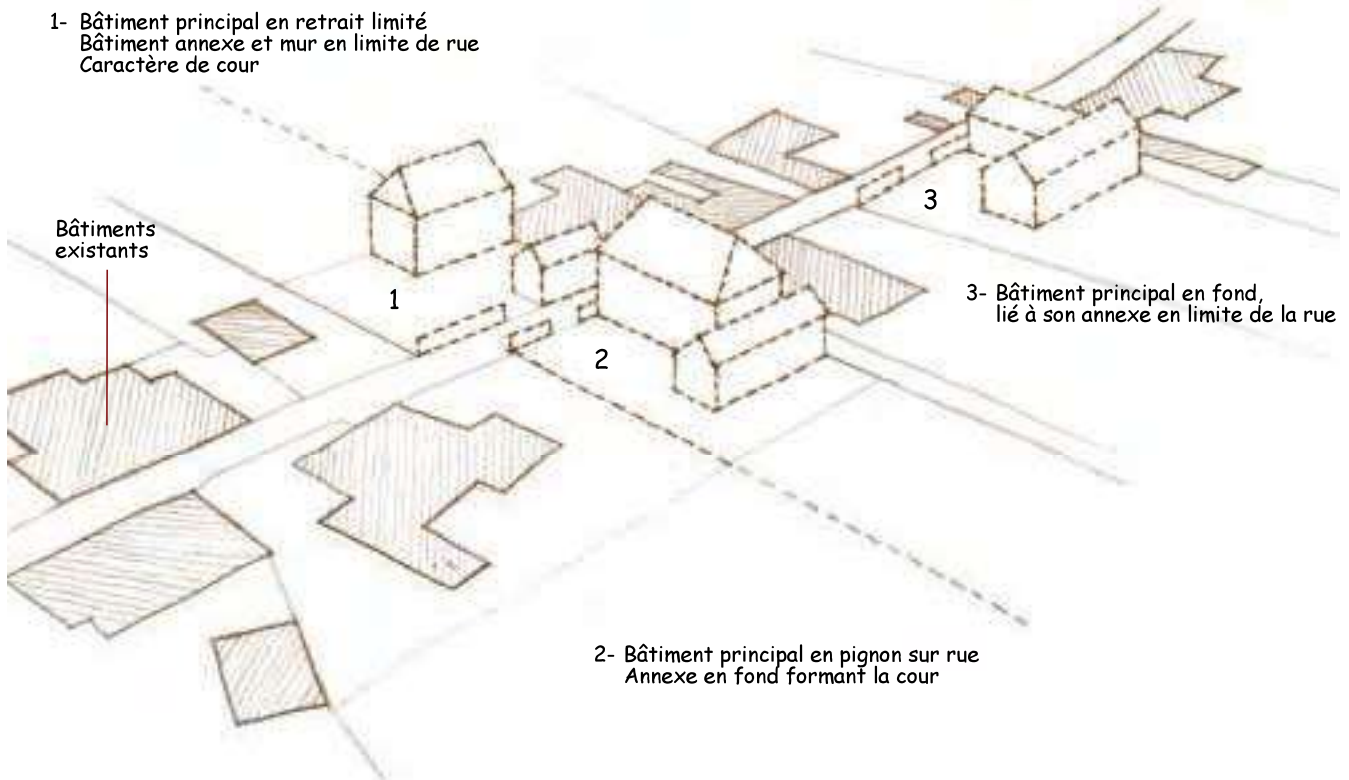 1- Bâtiment principal en retrait limité
Bâtiment annexe et mur en limite de rue
Caractère de cour
Bâtiments
existants
1
2
3
3- Bâtiment principal en fond,
lié à son annexe en limite de la rue
2- Bâtiment principal en pignon sur rue
Annexe en fond formant la cour